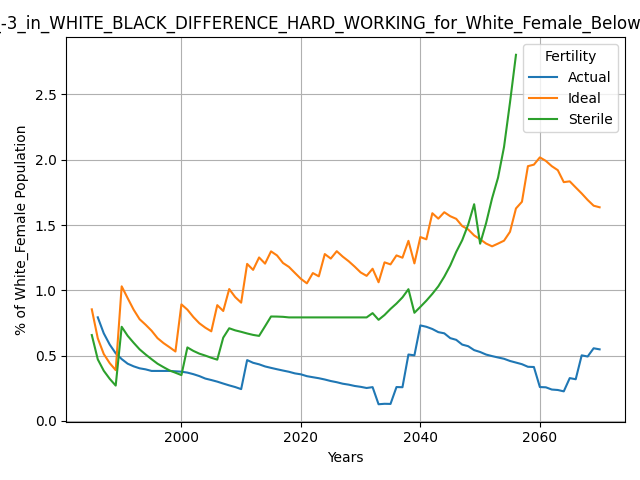 -3_in_WHITE_BLACK_DIFFERENCE_HARD_WORKING_for_White_Female_Below
Fertility
Actual
Ideal
Sterile
% of White_Female Population
2.5
2.0
1.5
1.0
0.5
0.0
2000
2020
2040
2060
Years